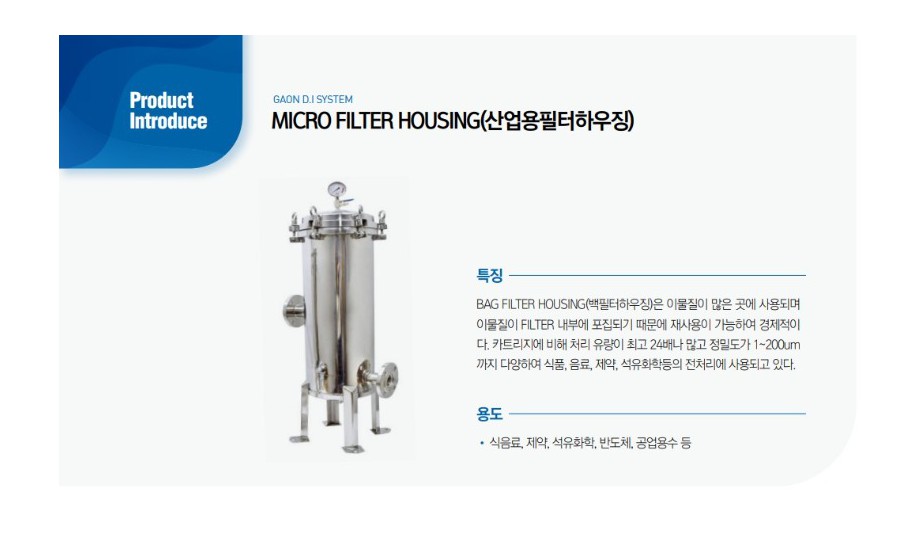 Product
Introduce
GAON D.I SYSTEM
MICRO FILTER HOUSING(산업용필터하우징)
특징
BAG FILTER HOUSING(백필터하우징)은 이물질이 많은 곳에 사용되며
이물질이 FILTER 내부에 포집되기 때문에 재사용이 가능하여 경제적이
다. 카트리지에 비해 처리 유량이 최고 24배나 많고 정밀도가 1~200um
까지 다양하여 식품, 음료, 제약, 석유화학등의 전처리에 사용되고 있다.
용도
• 식음료, 제약, 석유화학, 반도체, 공업용수 등